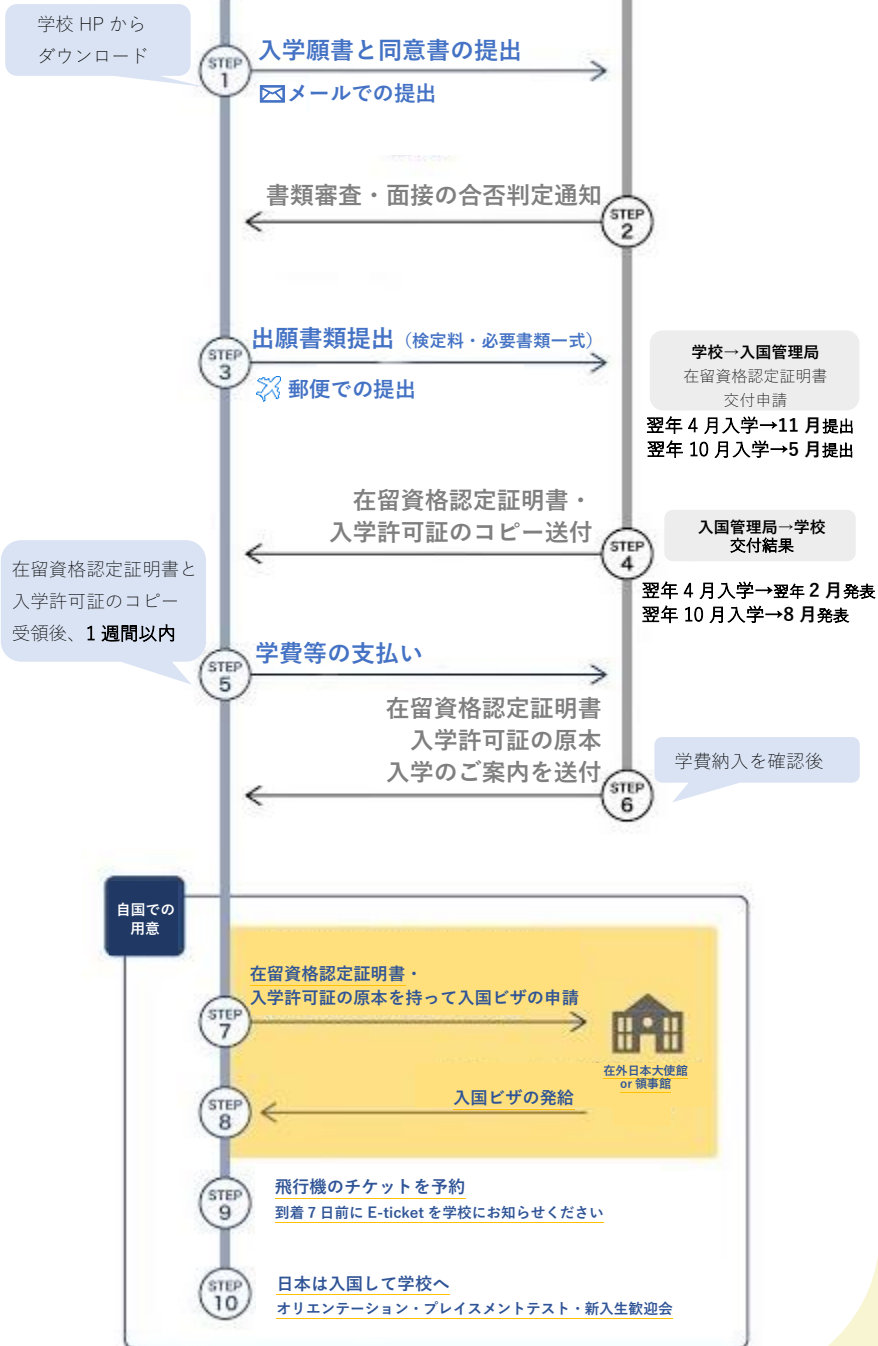 学校 HP から
ダウンロード
STEP
1
入学願書と同意書の提出
メールでの提出
書類審査・面接の合否判定通知
STEP
2
STEP
3
出願書類提出（検定料・必要書類一式）
郵便での提出
学校→入国管理局
在留資格認定証明書
交付申請
翌年 4 月入学→11 月提出
翌年 10 月入学→5 月提出
在留資格認定証明書・
入学許可証のコピー送付
STEP
4
入国管理局→学校
交付結果
翌年 4 月入学→翌年 2 月発表
翌年 10 月入学→8 月発表
在留資格認定証明書と
入学許可証のコピー
受領後、1 週間以内
STEP
5
学費等の支払い
在留資格認定証明書
入学許可証の原本
入学のご案内を送付
STEP
6
学費納入を確認後
自国での
用意
在留資格認定証明書・
入学許可証の原本を持って入国ビザの申請
STEP
7
在外日本大使館
or 領事館
入国ビザの発給
STEP
8
STEP
9
飛行機のチケットを予約
到着 7 日前に E-ticket を学校にお知らせください
STEP
10
日本は入国して学校へ
オリエンテーション・プレイスメントテスト・新入生歓迎会